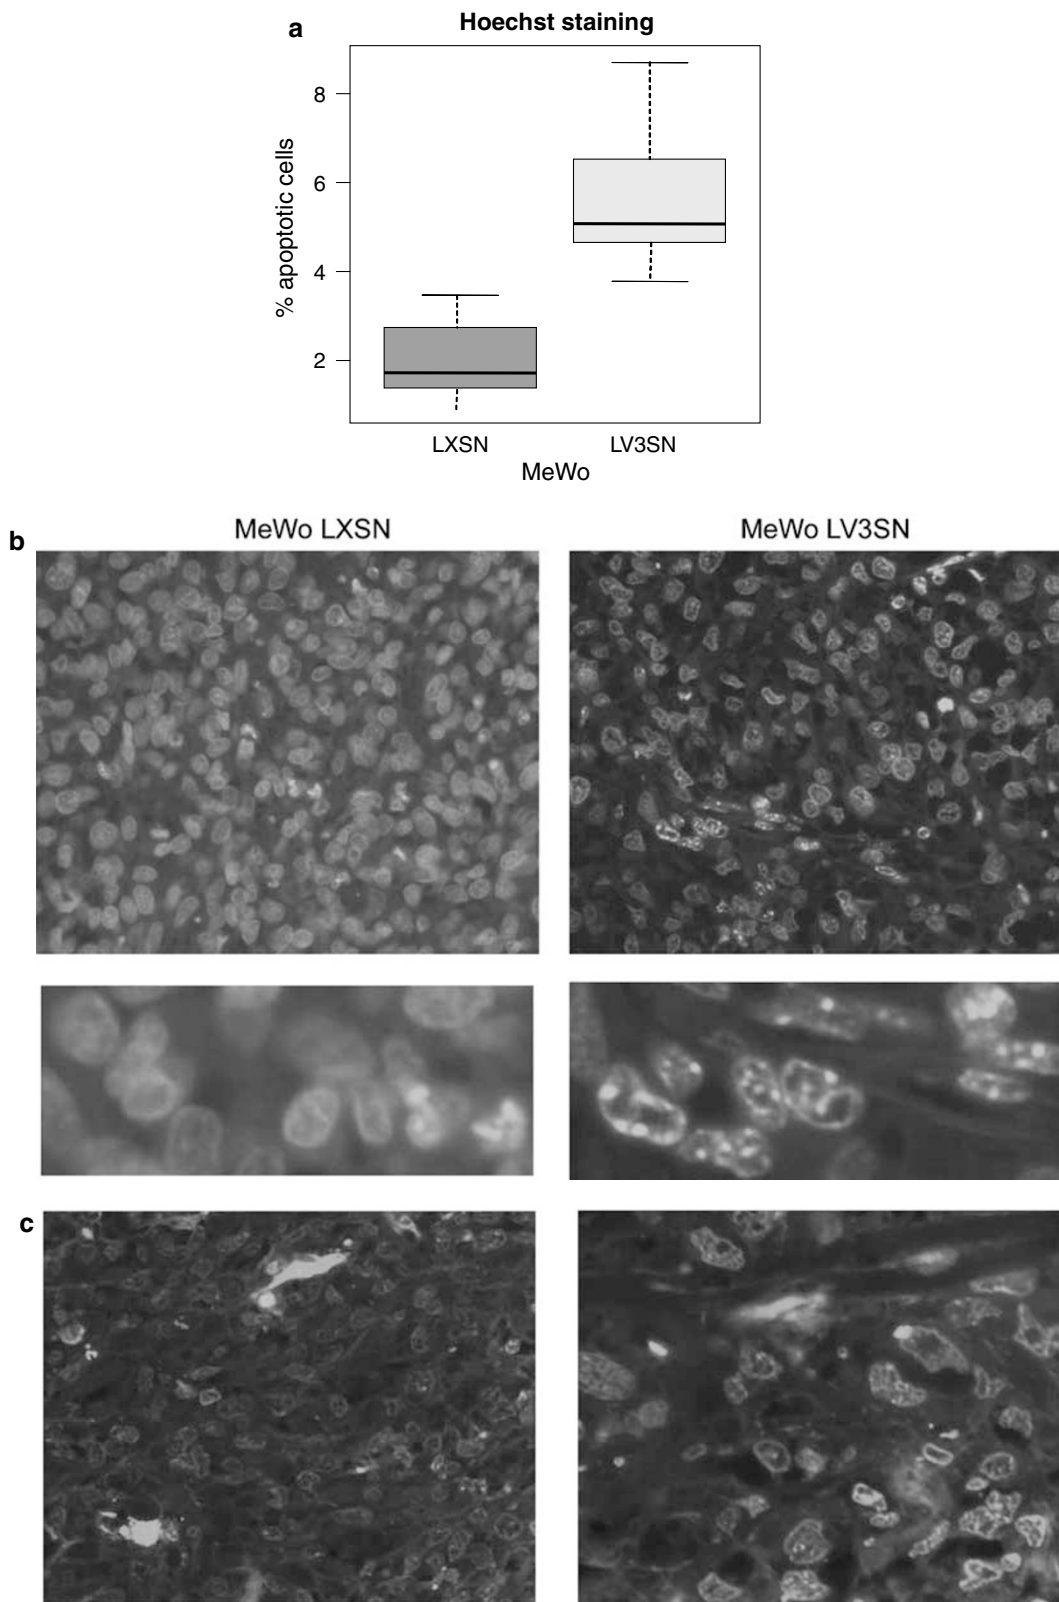 a
Hoechst staining
% apoptotic cells
8
6
4
2
LXSN LV3SN
MeWo
b
MeWo LXSN MeWo LV3SN
c